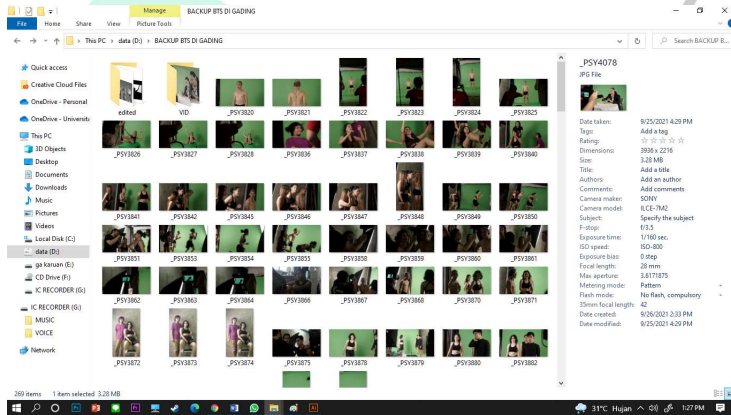 Manage BACKUP BTS DI GADING
File Home Share View Picture Tools
This PC > data (D:) > BACKUP BTS DI GADING
Search BACKUP B...
Quick access
Creative Cloud Files
OneDrive - Personal
OneDrive - Universits
This PC
3D Objects
Desktop
Documents
Downloads
Music
Pictures
Videos
Local Disk (C:)
data (D:)
ga karuan (E:)
CD Drive (F:)
IC RECORDER (G:)
IC RECORDER (G:)
MUSIC
VOICE
Network
edited VID _PSY3820 _PSY3821 _PSY3822 _PSY3823 _PSY3824 _PSY3825
_PSY3826 _PSY3827 _PSY3828 _PSY3836 _PSY3837 _PSY3838 _PSY3839 _PSY3840
_PSY3841 _PSY3842 _PSY3845 _PSY3846 _PSY3847 _PSY3848 _PSY3849 _PSY3850
_PSY3851 _PSY3853 _PSY3854 _PSY3855 _PSY3858 _PSY3859 _PSY3860 _PSY3861
_PSY3862 _PSY3863 _PSY3864 _PSY3866 _PSY3867 _PSY3868 _PSY3870 _PSY3871
_PSY3872 _PSY3873 _PSY3874 _PSY3875 _PSY3878 _PSY3879 _PSY3880 _PSY3882
_PSY4078
JPG File
Date taken: 9/25/2021 4:29 PM
Tags: Add a tag
Rating:
Dimensions: 3936 x 2216
Size: 3.28 MB
Title: Add a title
Authors: Add an author
Comments: Add comments
Camera maker: SONY
Camera model: ILCE-7M2
Subject: Specify the subject
F-stop: f/3.5
Exposure time: 1/160 sec.
ISO speed: ISO-800
Exposure bias: 0 step
Focal length: 28 mm
Max aperture: 3.6171875
Metering mode: Pattern
Flash mode: No flash, compulsory
35mm focal length: 42
Date created: 9/26/2021 2:33 PM
Date modified: 9/25/2021 4:29 PM
269 items 1 item selected 3.28 MB
31°C Hujan 1:27 PM